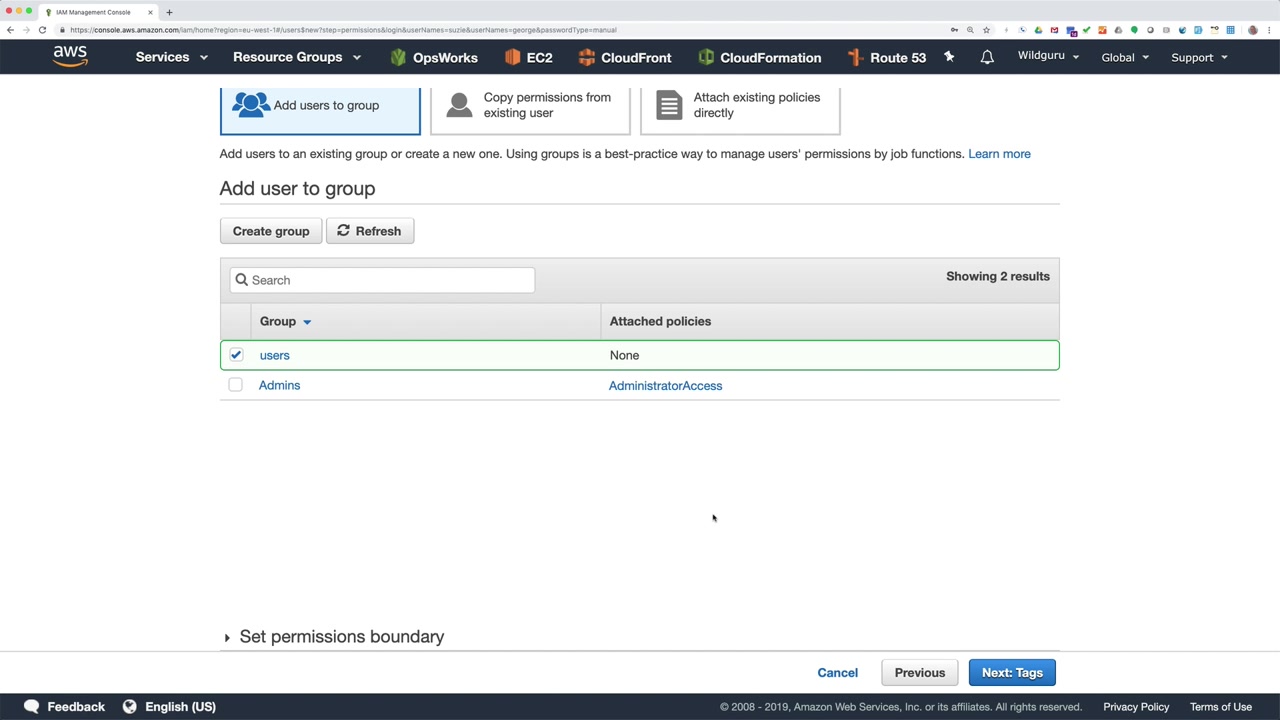 IAM Management Console
https://console.aws.amazon.com/iam/home?region=eu-west-1#/users$new?step=permissions&login&userNames=suzie&userNames=george&passwordType=manual
aws Services Resource Groups OpsWorks EC2 CloudFront CloudFormation Route 53 Wildguru Global Support
Add users to group
Copy permissions from
existing user
Attach existing policies
directly
Add users to an existing group or create a new one. Using groups is a best-practice way to manage users' permissions by job functions. Learn more
Add user to group
Create group Refresh
Search Showing 2 results
Group Attached policies
users None
Admins AdministratorAccess
Set permissions boundary
Cancel Previous Next: Tags
Feedback English (US) © 2008 - 2019, Amazon Web Services, Inc. or its affiliates. All rights reserved. Privacy Policy Terms of Use